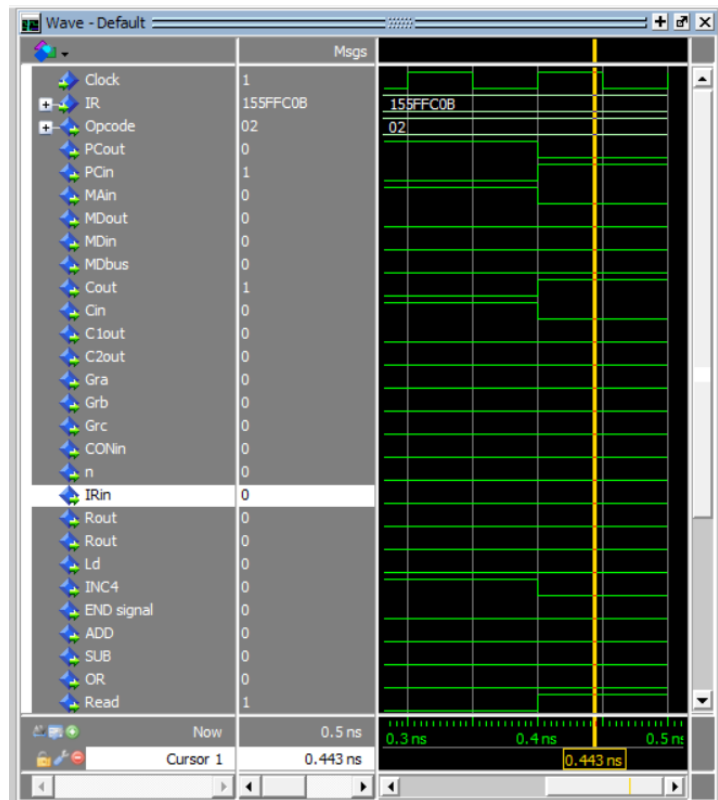 Wave - Default
Msgs
Clock 1
IR 155FFC0B 155FFC0B
Opcode 02 02
PCout 0
PCin 1
MAin 0
MDout 0
MDin 0
MDbus 0
Cout 1
Cin 0
C1out 0
C2out 0
Gra 0
Grb 0
Grc 0
CONin 0
n 0
IRin 0
Rout 0
Rout 0
Ld 0
INC4 0
END signal 0
ADD 0
SUB 0
OR 0
Read 1
Now 0.5 ns 0.3 ns 0.4 ns 0.5 ns
Cursor 1 0.443 ns 0.443 ns